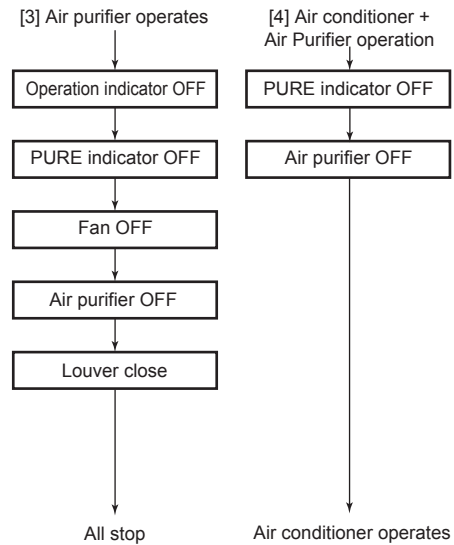 [3] Air purifier operates
Operation indicator OFF
PURE indicator OFF
Fan OFF
Air purifier OFF
Louver close
All stop
[4] Air conditioner +
Air Purifier operation
PURE indicator OFF
Air purifier OFF
Air conditioner operates